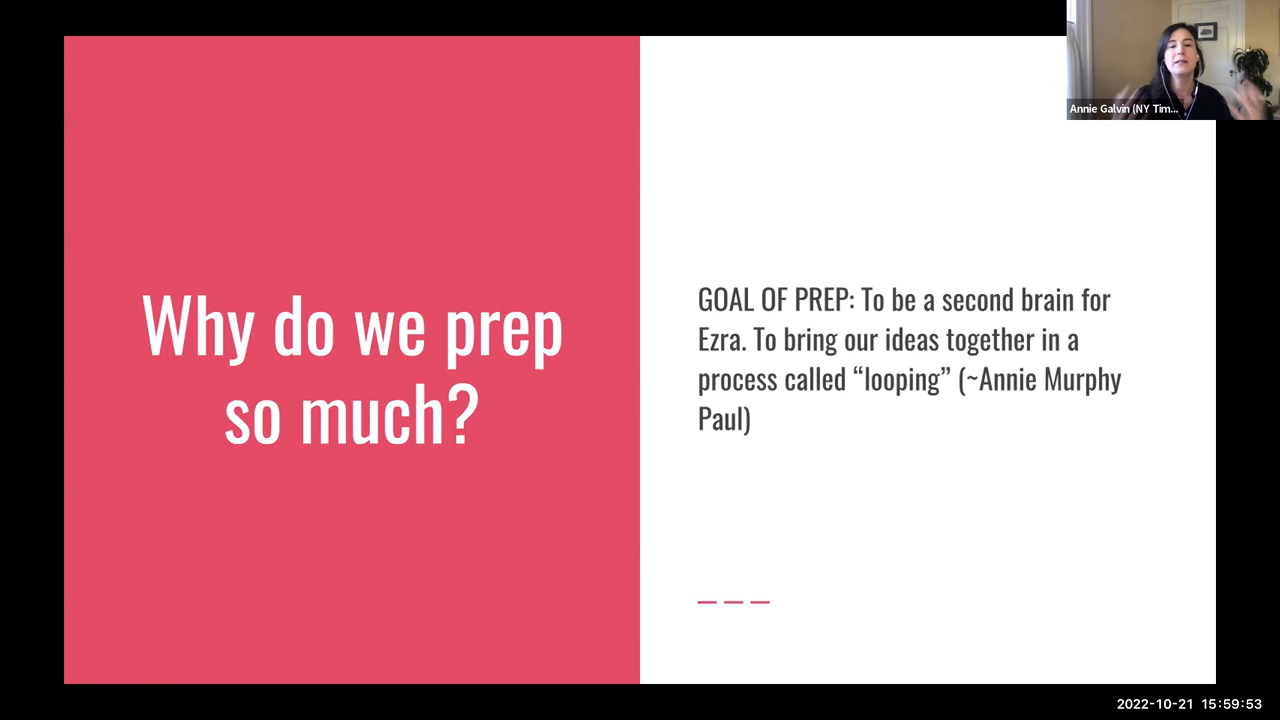 Annie Galvin (NY Tim...
Why do we prep
so much?
GOAL OF PREP: To be a second brain for
Ezra. To bring our ideas together in a
process called “looping” (~Annie Murphy
Paul)
2022-10-21 15:59:53